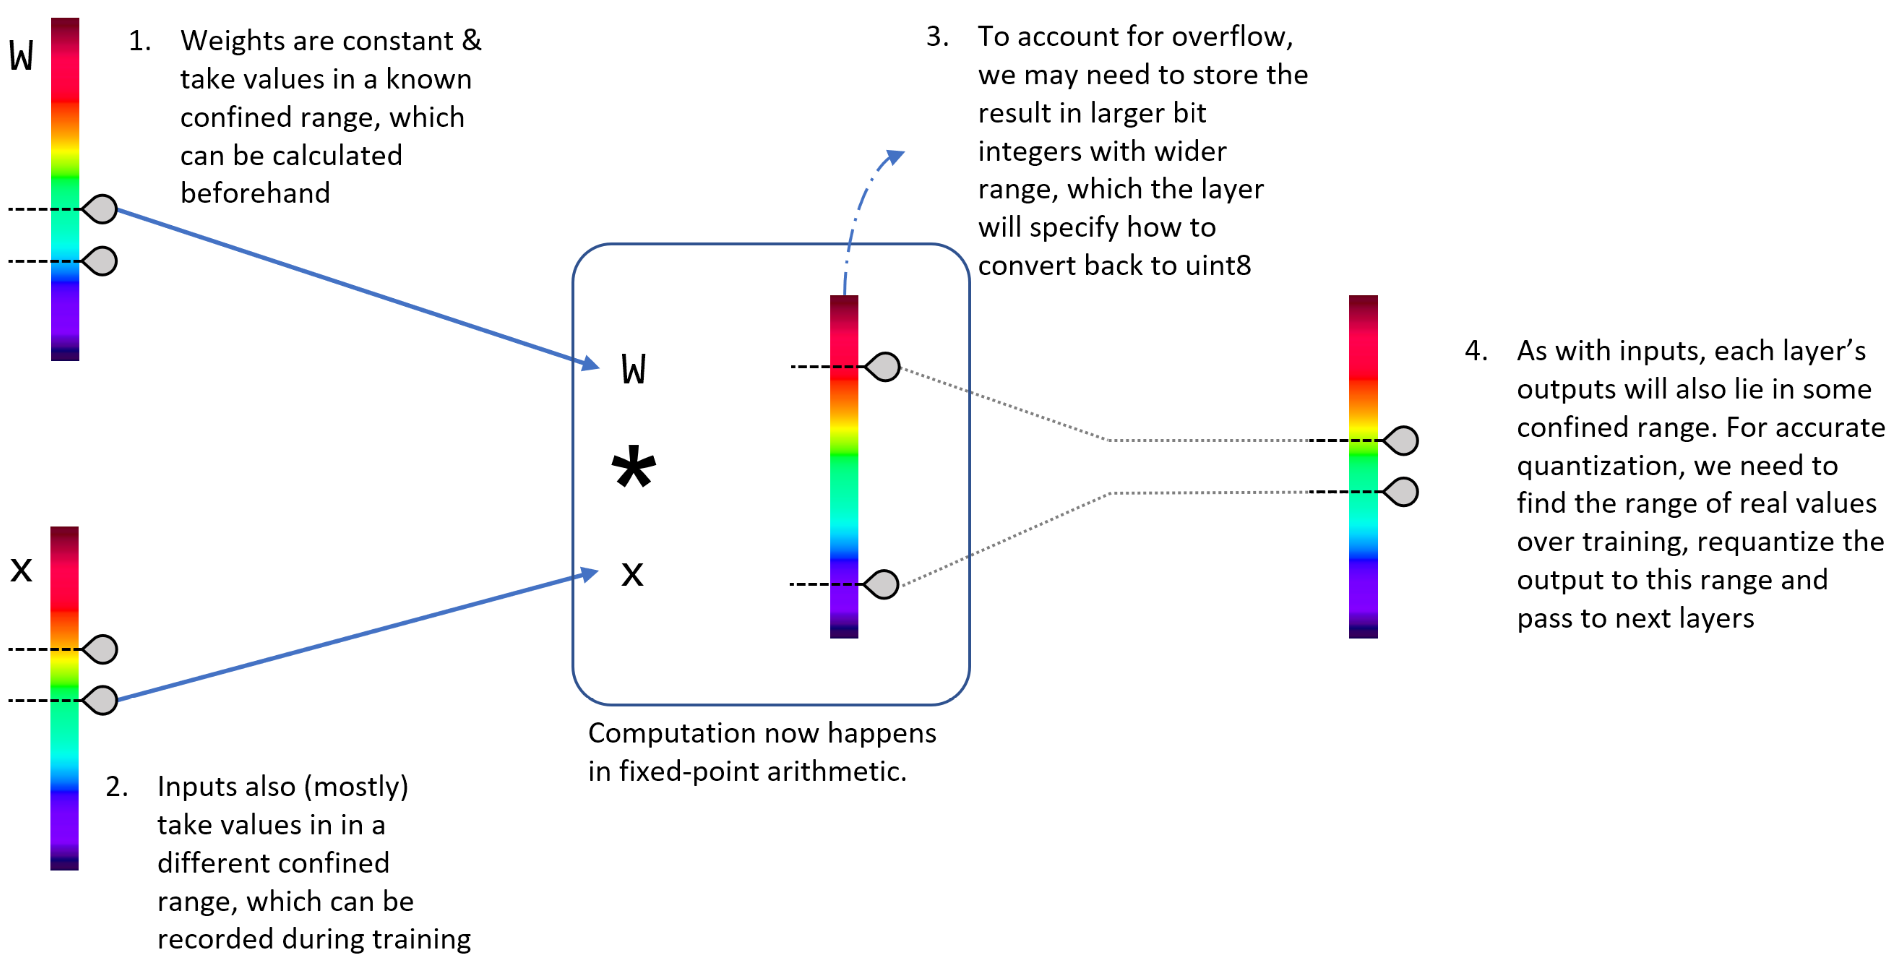 W
1. Weights are constant &
take values in a known
confined range, which
can be calculated
beforehand
x
2. Inputs also (mostly)
take values in in a
different confined
range, which can be
recorded during training
W
*
x
Computation now happens
in fixed-point arithmetic.
3. To account for overflow,
we may need to store the
result in larger bit
integers with wider
range, which the layer
will specify how to
convert back to uint8
4. As with inputs, each layer’s
outputs will also lie in some
confined range. For accurate
quantization, we need to
find the range of real values
over training, requantize the
output to this range and
pass to next layers